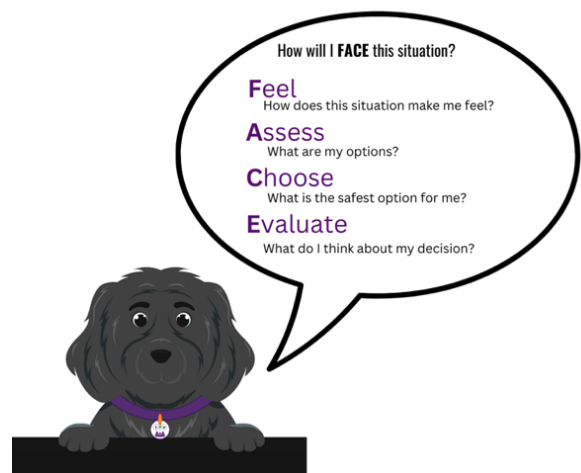 How will I FACE this situation?
Feel
How does this situation make me feel?
Assess
What are my options?
Choose
What is the safest option for me?
Evaluate
What do I think about my decision?